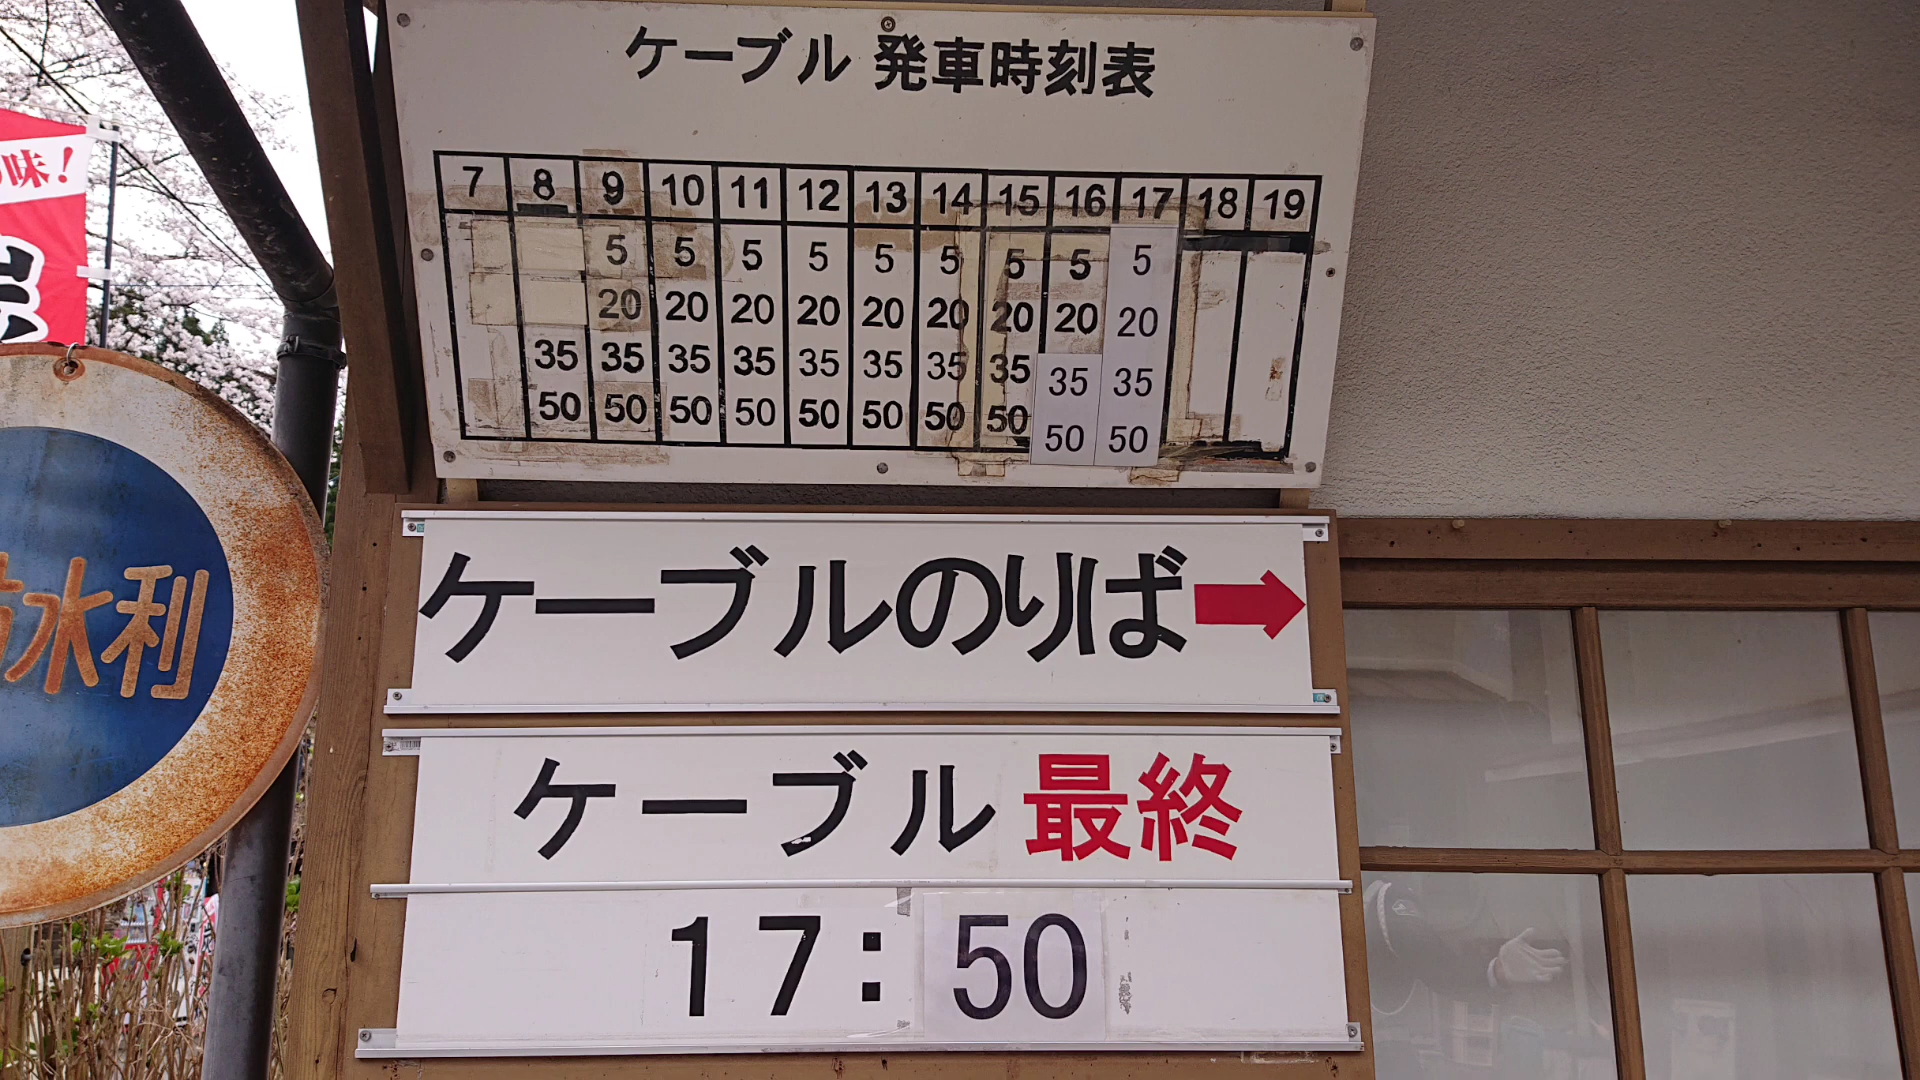 ケーブル 発車時刻表
7 8 9 10 11 12 13 14 15 16 17 18 19
5 5 5 5 5 5 5 5 5
20 20 20 20 20 20 20 20 20
35 35 35 35 35 35 35 35 35 35
50 50 50 50 50 50 50 50 50 50
ケーブルのりば➡
ケーブル 最終
17:50
味!
水利